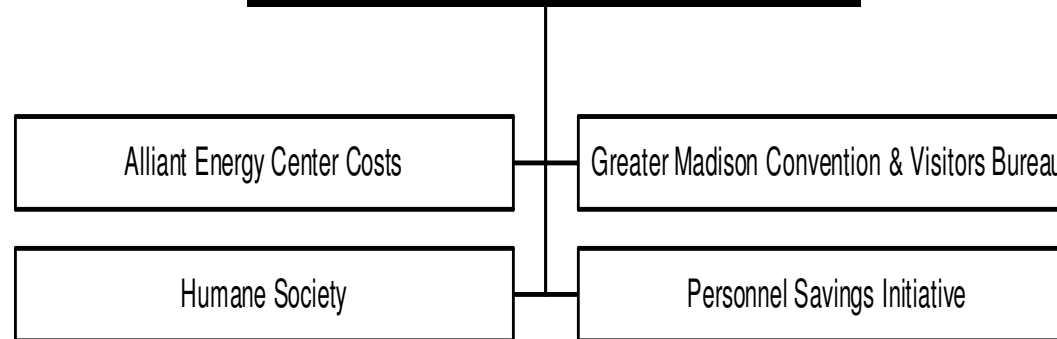 Alliant Energy Center Costs
Greater Madison Convention & Visitors Bureau
Humane Society
Personnel Savings Initiative